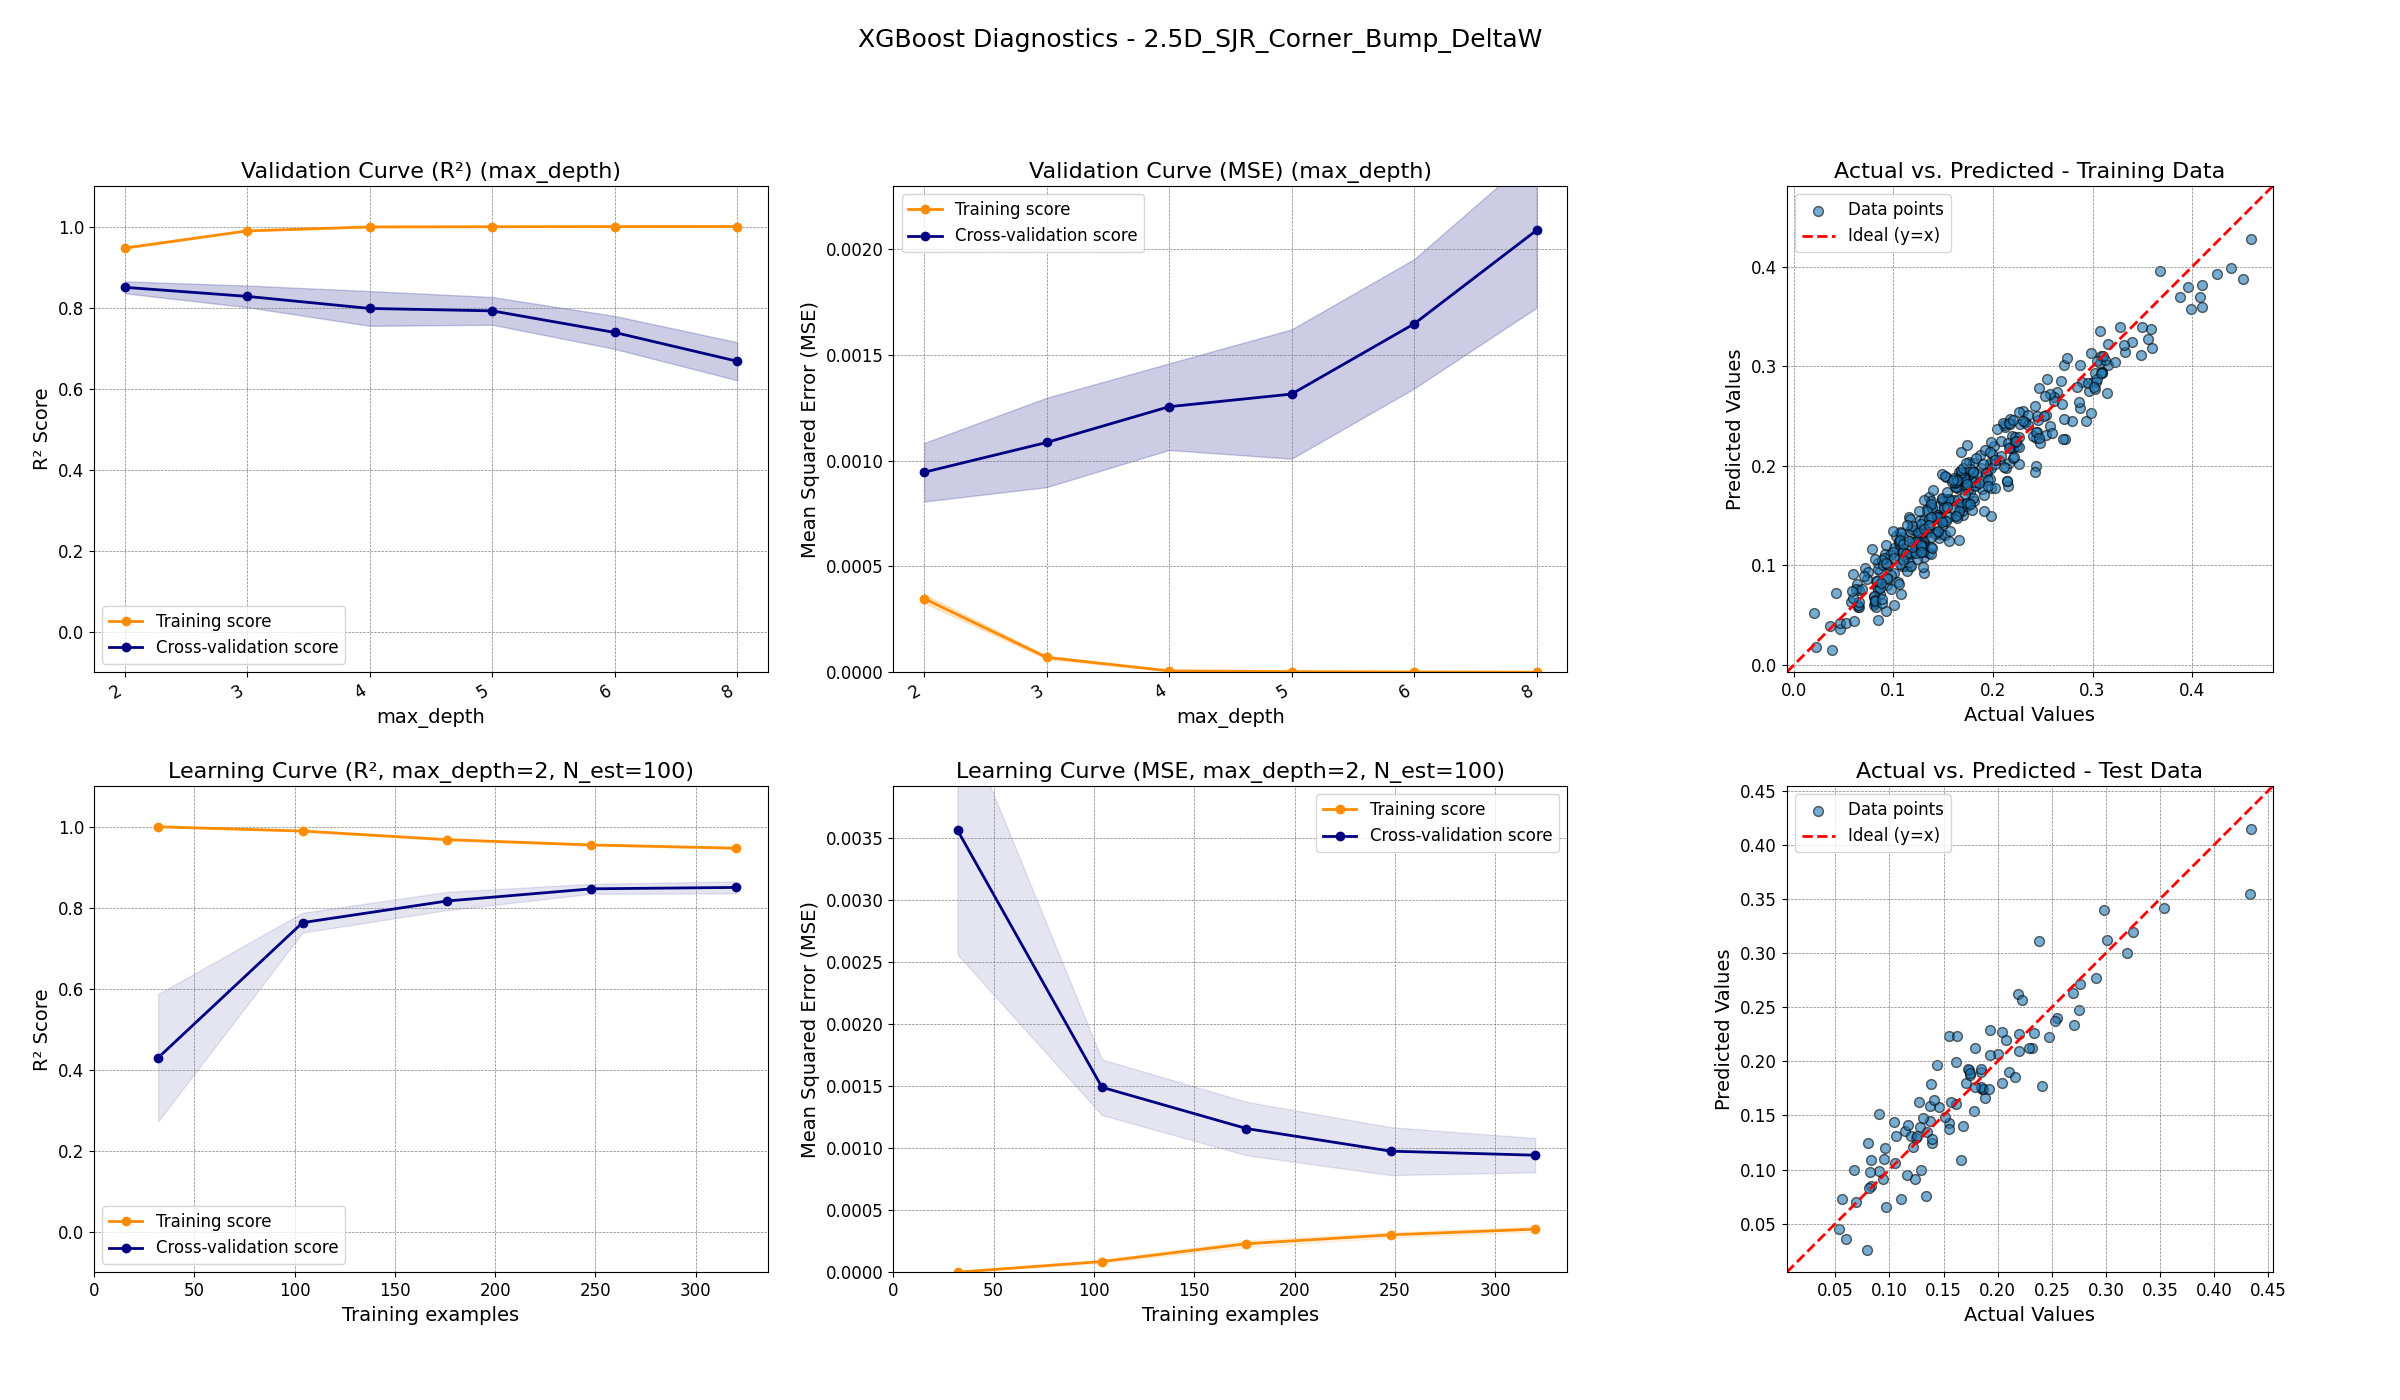 XGBoost Diagnostics - 2.5D_SJR_Corner_Bump_DeltaW
Validation Curve (R²) (max_depth)
R² Score
1.0
0.8
0.6
0.4
0.2
0.0
Training score
Cross-validation score
2 3 4 5 6 8
max_depth
Validation Curve (MSE) (max_depth)
Mean Squared Error (MSE)
0.0020
0.0015
0.0010
0.0005
0.0000
Training score
Cross-validation score
2 3 4 5 6 8
max_depth
Actual vs. Predicted - Training Data
Predicted Values
0.4
0.3
0.2
0.1
0.0
Data points
Ideal (y=x)
0.0 0.1 0.2 0.3 0.4
Actual Values
Learning Curve (R², max_depth=2, N_est=100)
R² Score
1.0
0.8
0.6
0.4
0.2
0.0
Training score
Cross-validation score
0 50 100 150 200 250 300
Training examples
Learning Curve (MSE, max_depth=2, N_est=100)
Mean Squared Error (MSE)
0.0035
0.0030
0.0025
0.0020
0.0015
0.0010
0.0005
0.0000
Training score
Cross-validation score
0 50 100 150 200 250 300
Training examples
Actual vs. Predicted - Test Data
Predicted Values
0.45
0.40
0.35
0.30
0.25
0.20
0.15
0.10
0.05
Data points
Ideal (y=x)
0.05 0.10 0.15 0.20 0.25 0.30 0.35 0.40 0.45
Actual Values